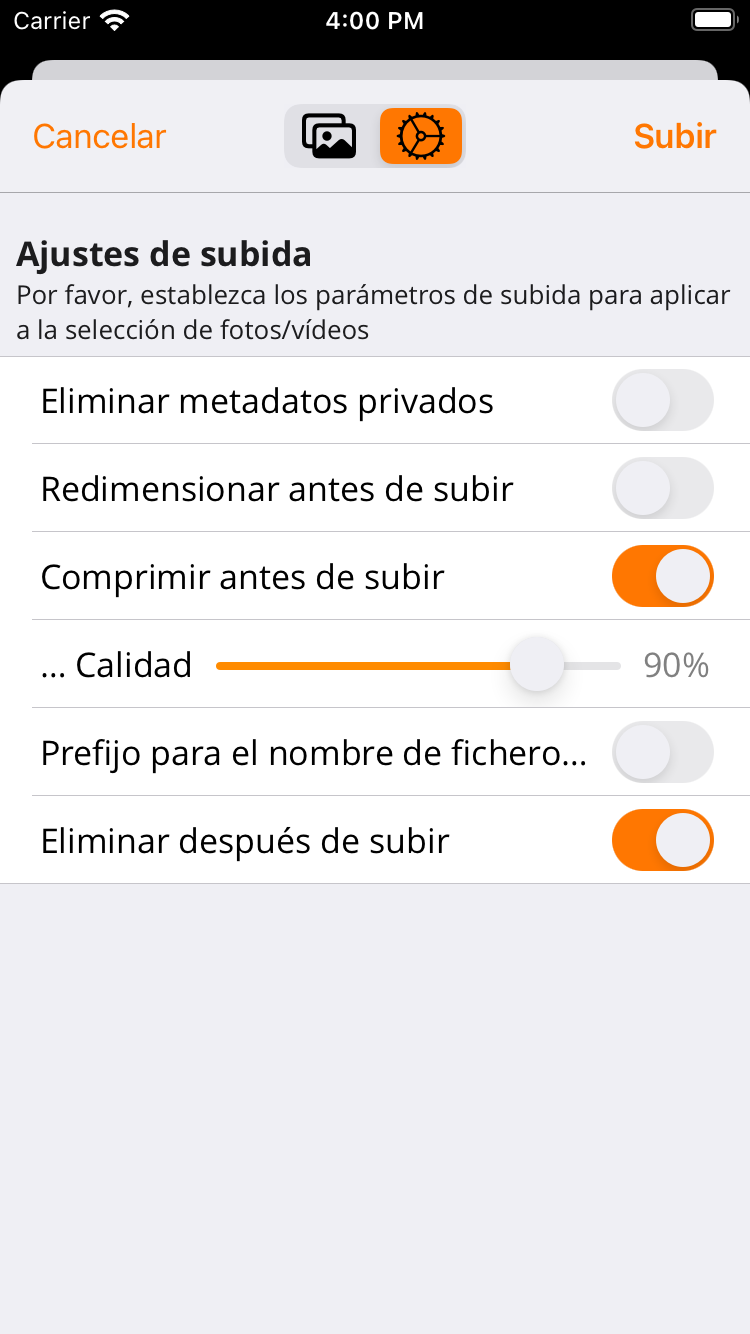 Carrier 4:00 PM
Cancelar Subir
Ajustes de subida
Por favor, establezca los parámetros de subida para aplicar
a la selección de fotos/vídeos
Eliminar metadatos privados
Redimensionar antes de subir
Comprimir antes de subir
... Calidad 90%
Prefijo para el nombre de fichero...
Eliminar después de subir